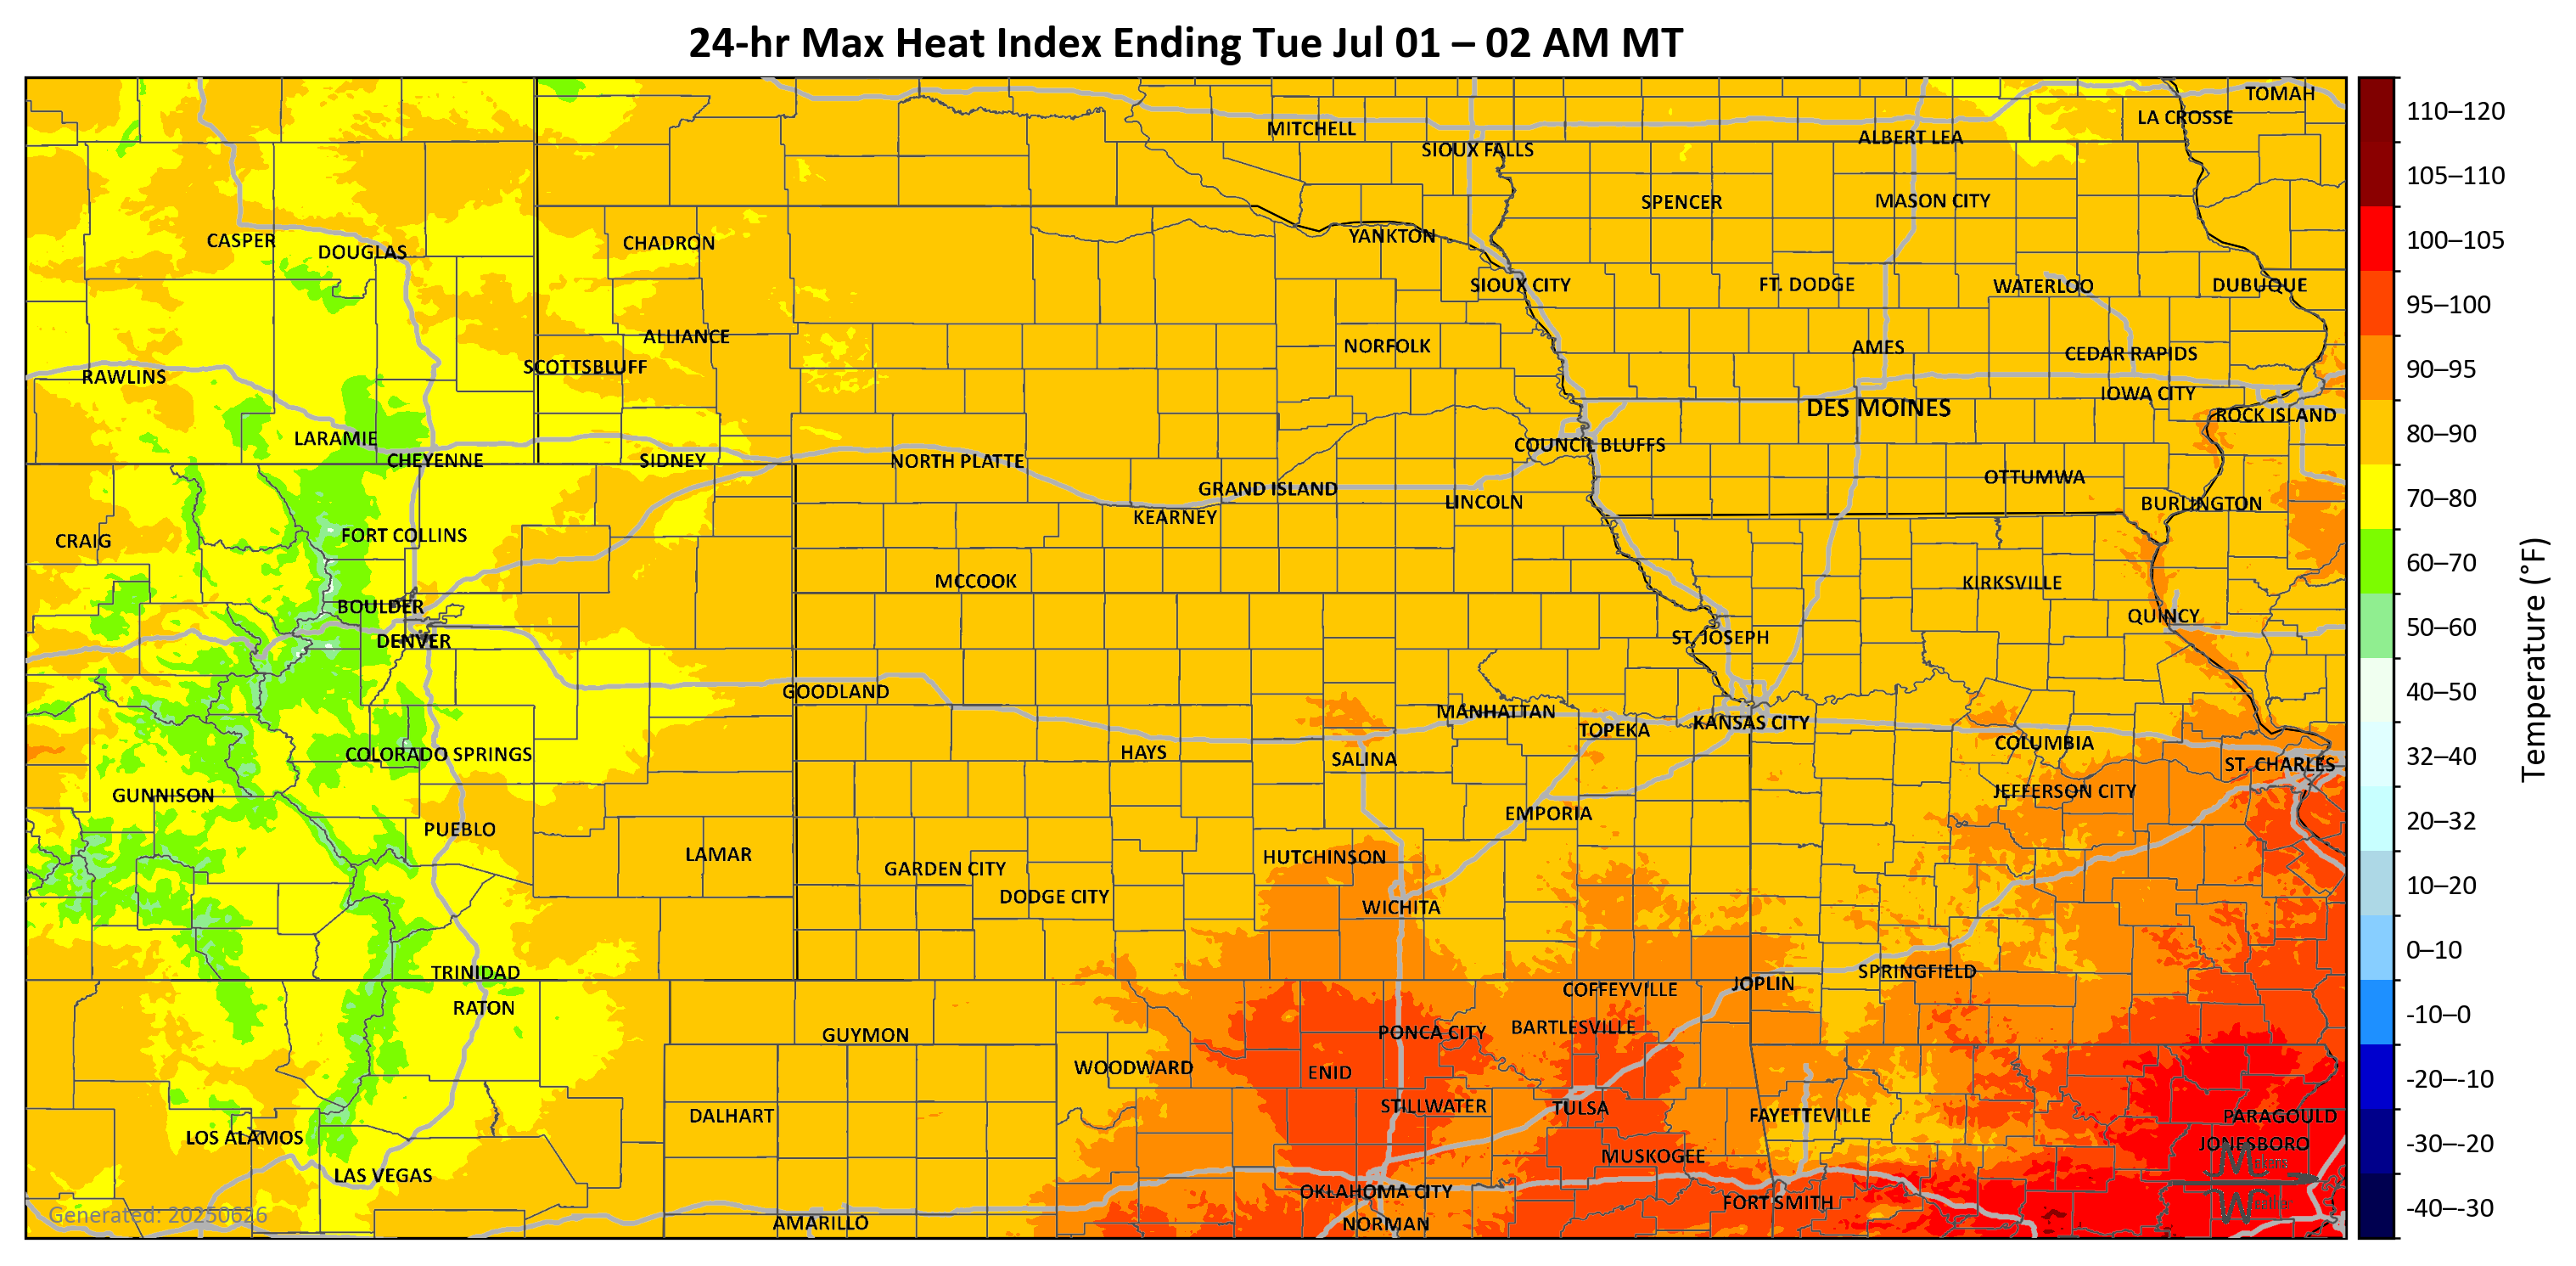 24-hr Max Heat Index Ending Tue Jul 01 – 02 AM MT
TOMAH
LA CROSSE
MITCHELL
ALBERT LEA
SIOUX FALLS
SPENCER
MASON CITY
CASPER
DOUGLAS
CHADRON
YANKTON
SIOUX CITY
FT. DODGE
WATERLOO
DUBUQUE
ALLIANCE
NORFOLK
AMES
CEDAR RAPIDS
SCOTTSBLUFF
RAWLINS
IOWA CITY
DES MOINES
ROCK ISLAND
LARAMIE
CHEYENNE
SIDNEY
NORTH PLATTE
COUNCIL BLUFFS
OTTUMWA
GRAND ISLAND
LINCOLN
BURLINGTON
KEARNEY
FORT COLLINS
CRAIG
MCCOOK
KIRKSVILLE
BOULDER
QUINCY
DENVER
ST. JOSEPH
GOODLAND
MANHATTAN
TOPEKA
KANSAS CITY
COLUMBIA
COLORADO SPRINGS
HAYS
SALINA
ST. CHARLES
GUNNISON
JEFFERSON CITY
EMPORIA
PUEBLO
LAMAR
HUTCHINSON
GARDEN CITY
DODGE CITY
WICHITA
TRINIDAD
SPRINGFIELD
JOPLIN
COFFEYVILLE
RATON
GUYMON
PONCA CITY
BARTLESVILLE
WOODWARD
ENID
STILLWATER
TULSA
DALHART
FAYETTEVILLE
PARAGOULD
LOS ALAMOS
JONESBORO
MUSKOGEE
LAS VEGAS
OKLAHOMA CITY
FORT SMITH
AMARILLO
NORMAN
Generated: 20250626
110–120
105–110
100–105
95–100
90–95
80–90
70–80
60–70
50–60
40–50
32–40
20–32
10–20
0–10
-10–0
-20–-10
-30–-20
-40–-30
Temperature (°F)